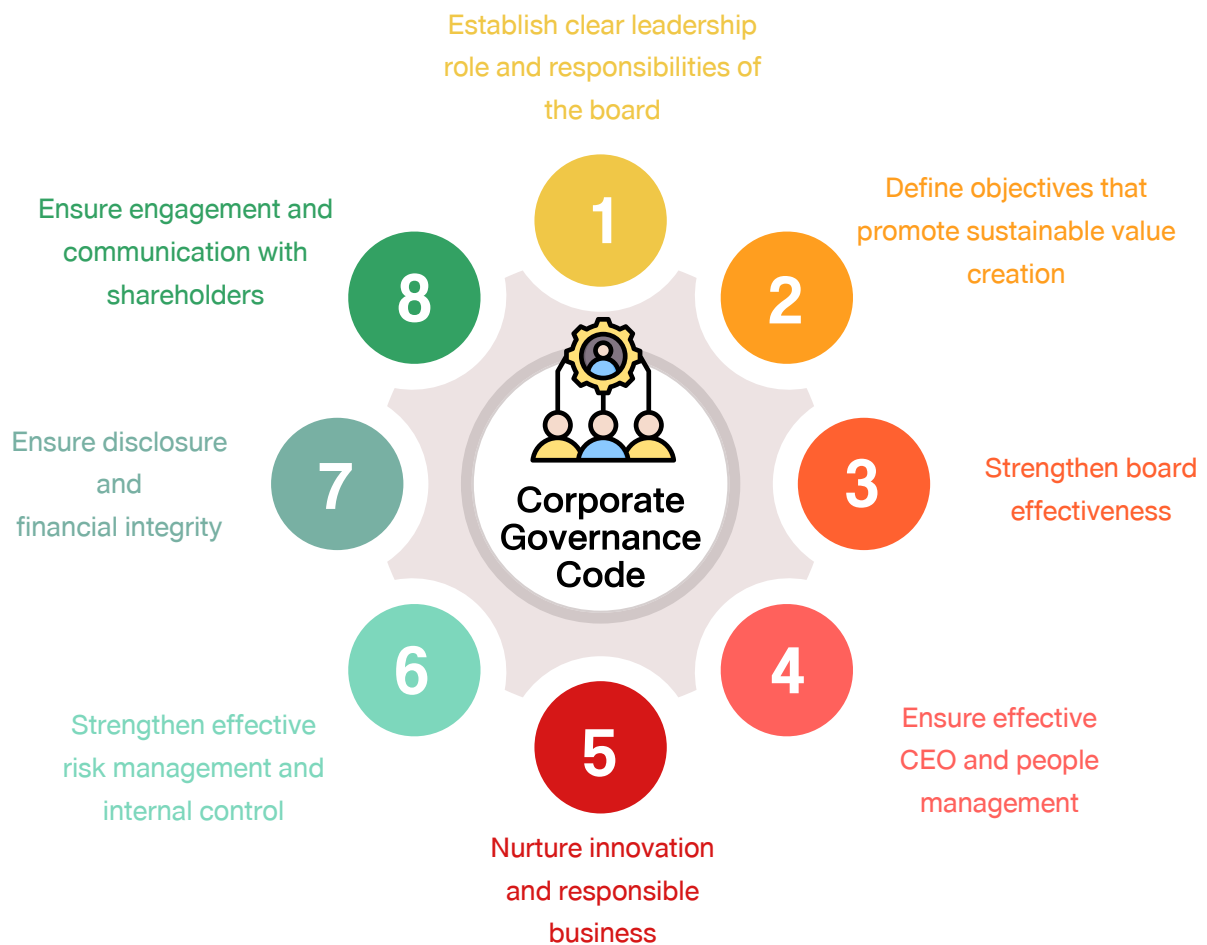 Establish clear leadership
role and responsibilities of
the board
1
Define objectives that
promote sustainable value
creation
2
Strengthen board
effectiveness
3
Ensure effective
CEO and people
management
4
Nurture innovation
and responsible
business
5
Strengthen effective
risk management and
internal control
6
Ensure disclosure
and
financial integrity
7
Ensure engagement and
communication with
shareholders
8
Corporate
Governance
Code